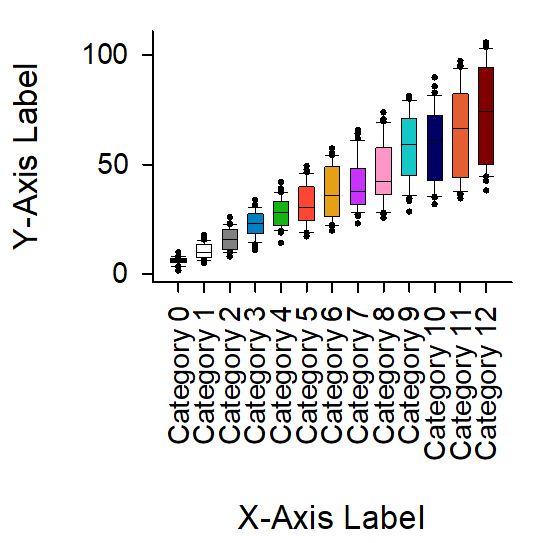 Y-Axis Label
100
50
0
Category 0
Category 1
Category 2
Category 3
Category 4
Category 5
Category 6
Category 7
Category 8
Category 9
Category 10
Category 11
Category 12
X-Axis Label